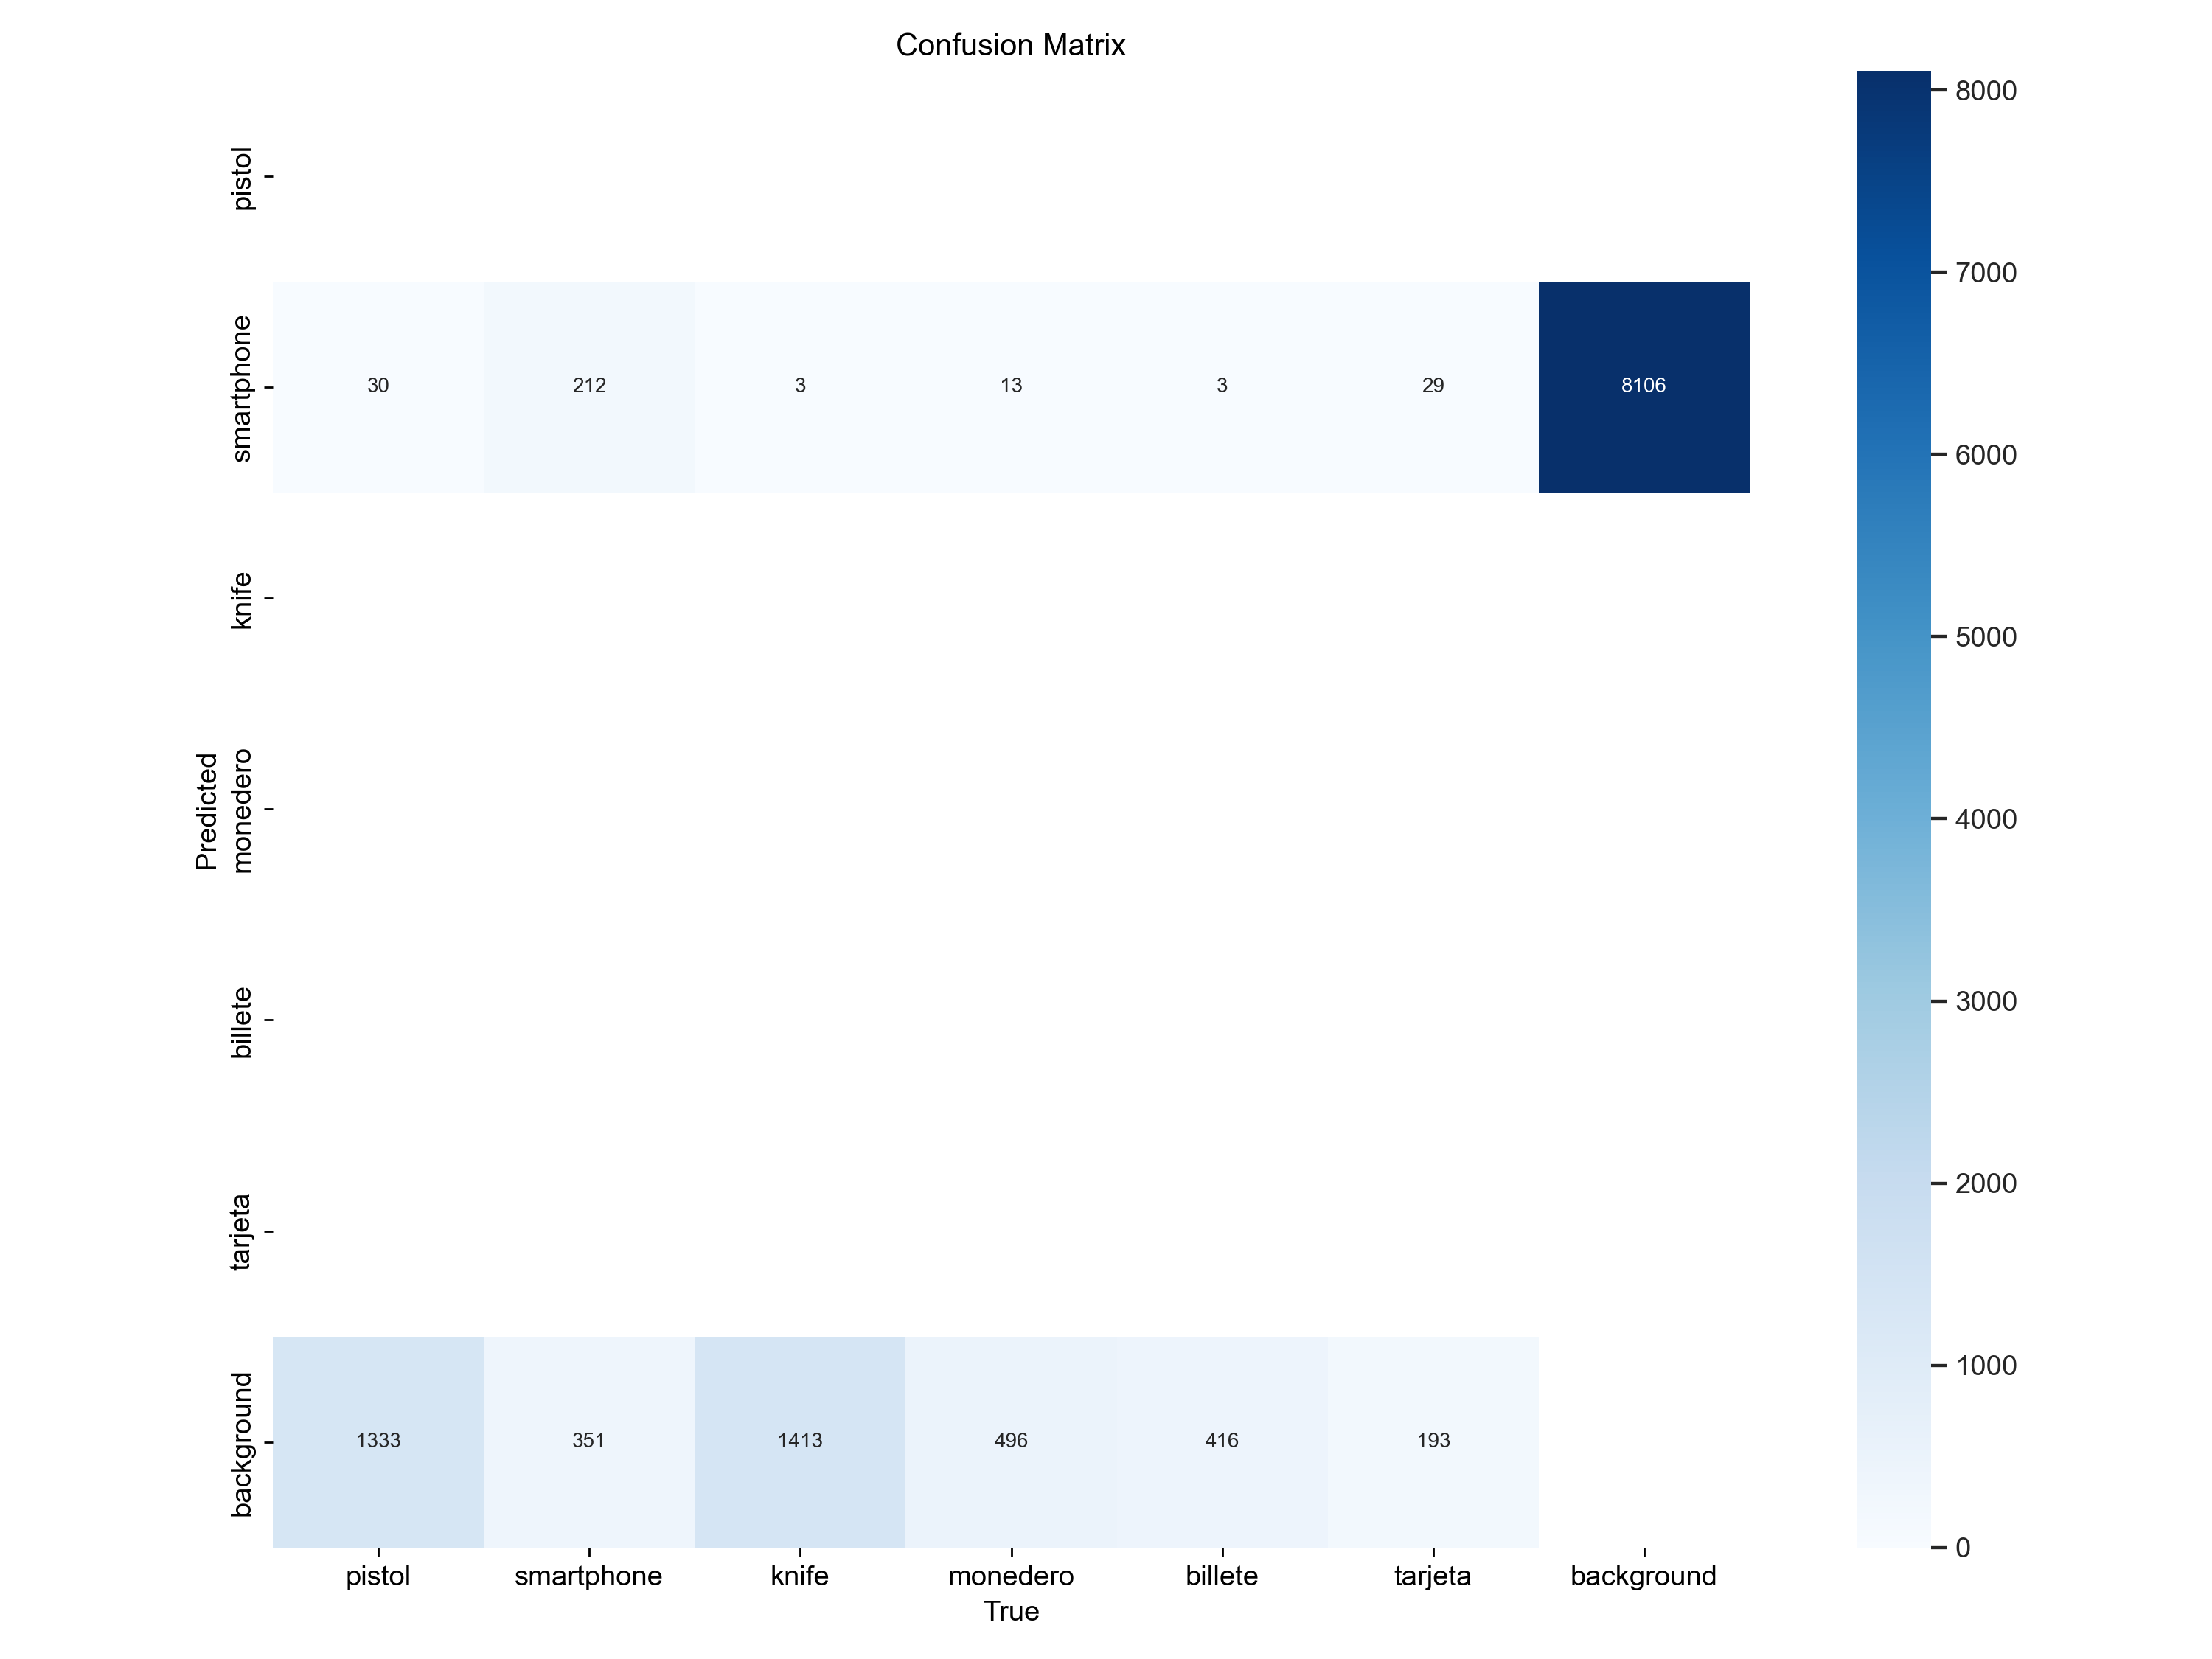 Confusion Matrix
pistol
smartphone
knife
monedero
billete
tarjeta
background
Predicted
30 212 3 13 3 29 8106
1333 351 1413 496 416 193
pistol smartphone knife monedero billete tarjeta background
True
8000
7000
6000
5000
4000
3000
2000
1000
0